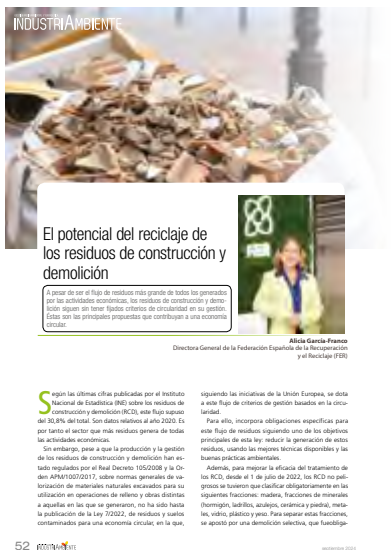 INDUSTRIAMBIENTE
El potencial del reciclaje de
los residuos de construcción y
demolición
A pesar de ser el flujo de residuos más grande de todos los generados
por las actividades económicas, los residuos de construcción y demo-
lición siguen sin tener fijados criterios de circularidad en su gestión.
Éstas son las principales propuestas que contribuyan a una economía
circular.
FER
Alicia García-Franco
Directora General de la Federación Española de la Recuperación
y el Reciclaje (FER)
Según las últimas cifras publicadas por el Instituto
Nacional de Estadística (INE) sobre los residuos de
construcción y demolición (RCD), este flujo supuso
del 30,8% del total. Son datos relativos al año 2020. Es
por tanto el sector que más residuos genera de todas
las actividades económicas.
Sin embargo, pese a que la producción y la gestión
de los residuos de construcción y demolición han es-
tado regulados por el Real Decreto 105/2008 y la Or-
den APM/1007/2017, sobre normas generales de va-
lorización de materiales naturales excavados para su
utilización en operaciones de relleno y obras distintas
a aquellas en las que se generaron, no ha sido hasta
la publicación de la Ley 7/2022, de residuos y suelos
contaminados para una economía circular, en la que,
siguiendo las iniciativas de la Unión Europea, se dota
a este flujo de criterios de gestión basados en la circu-
laridad.
Para ello, incorpora obligaciones específicas para
este flujo de residuos siguiendo uno de los objetivos
principales de esta ley: reducir la generación de estos
residuos, usando las mejores técnicas disponibles y las
buenas prácticas ambientales.
Además, para mejorar la eficacia del tratamiento de
los RCD, desde el 1 de julio de 2022, los RCD no peli-
grosos se tuvieron que clasificar obligatoriamente en las
siguientes fracciones: madera, fracciones de minerales
(hormigón, ladrillos, azulejos, cerámica y piedra), meta-
les, vidrio, plástico y yeso. Para separar estas fracciones,
se apostó por una demolición selectiva, que fueobliga-
52 INDUSTRIAMBIENTE
septiembre 2023